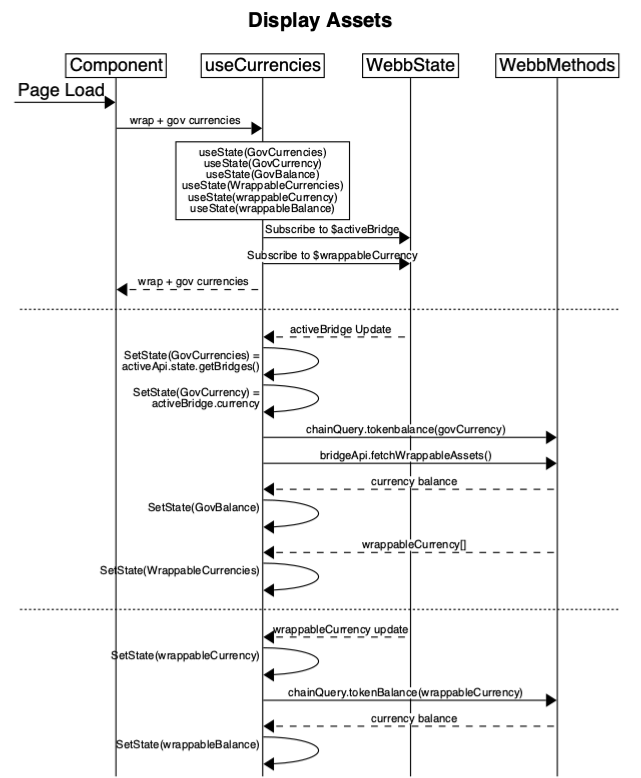 Display Assets
Component
useCurrencies
WebbState
WebbMethods
Page Load
wrap + gov currencies
useState(GovCurrencies)
useState(GovCurrency)
useState(GovBalance)
useState(WrappableCurrencies)
useState(wrappableCurrency)
useState(wrappableBalance)
Subscribe to $activeBridge
Subscribe to $wrappableCurrency
wrap + gov currencies
activeBridge Update
SetState(GovCurrencies) =
activeApi.state.getBridges()
SetState(GovCurrency) =
activeBridge.currency
chainQuery.tokenbalance(govCurrency)
bridgeApi.fetchWrappableAssets()
currency balance
SetState(GovBalance)
wrappableCurrency[]
SetState(WrappableCurrencies)
wrappableCurrency update
SetState(wrappableCurrency)
chainQuery.tokenBalance(wrappableCurrency)
currency balance
SetState(wrappableBalance)